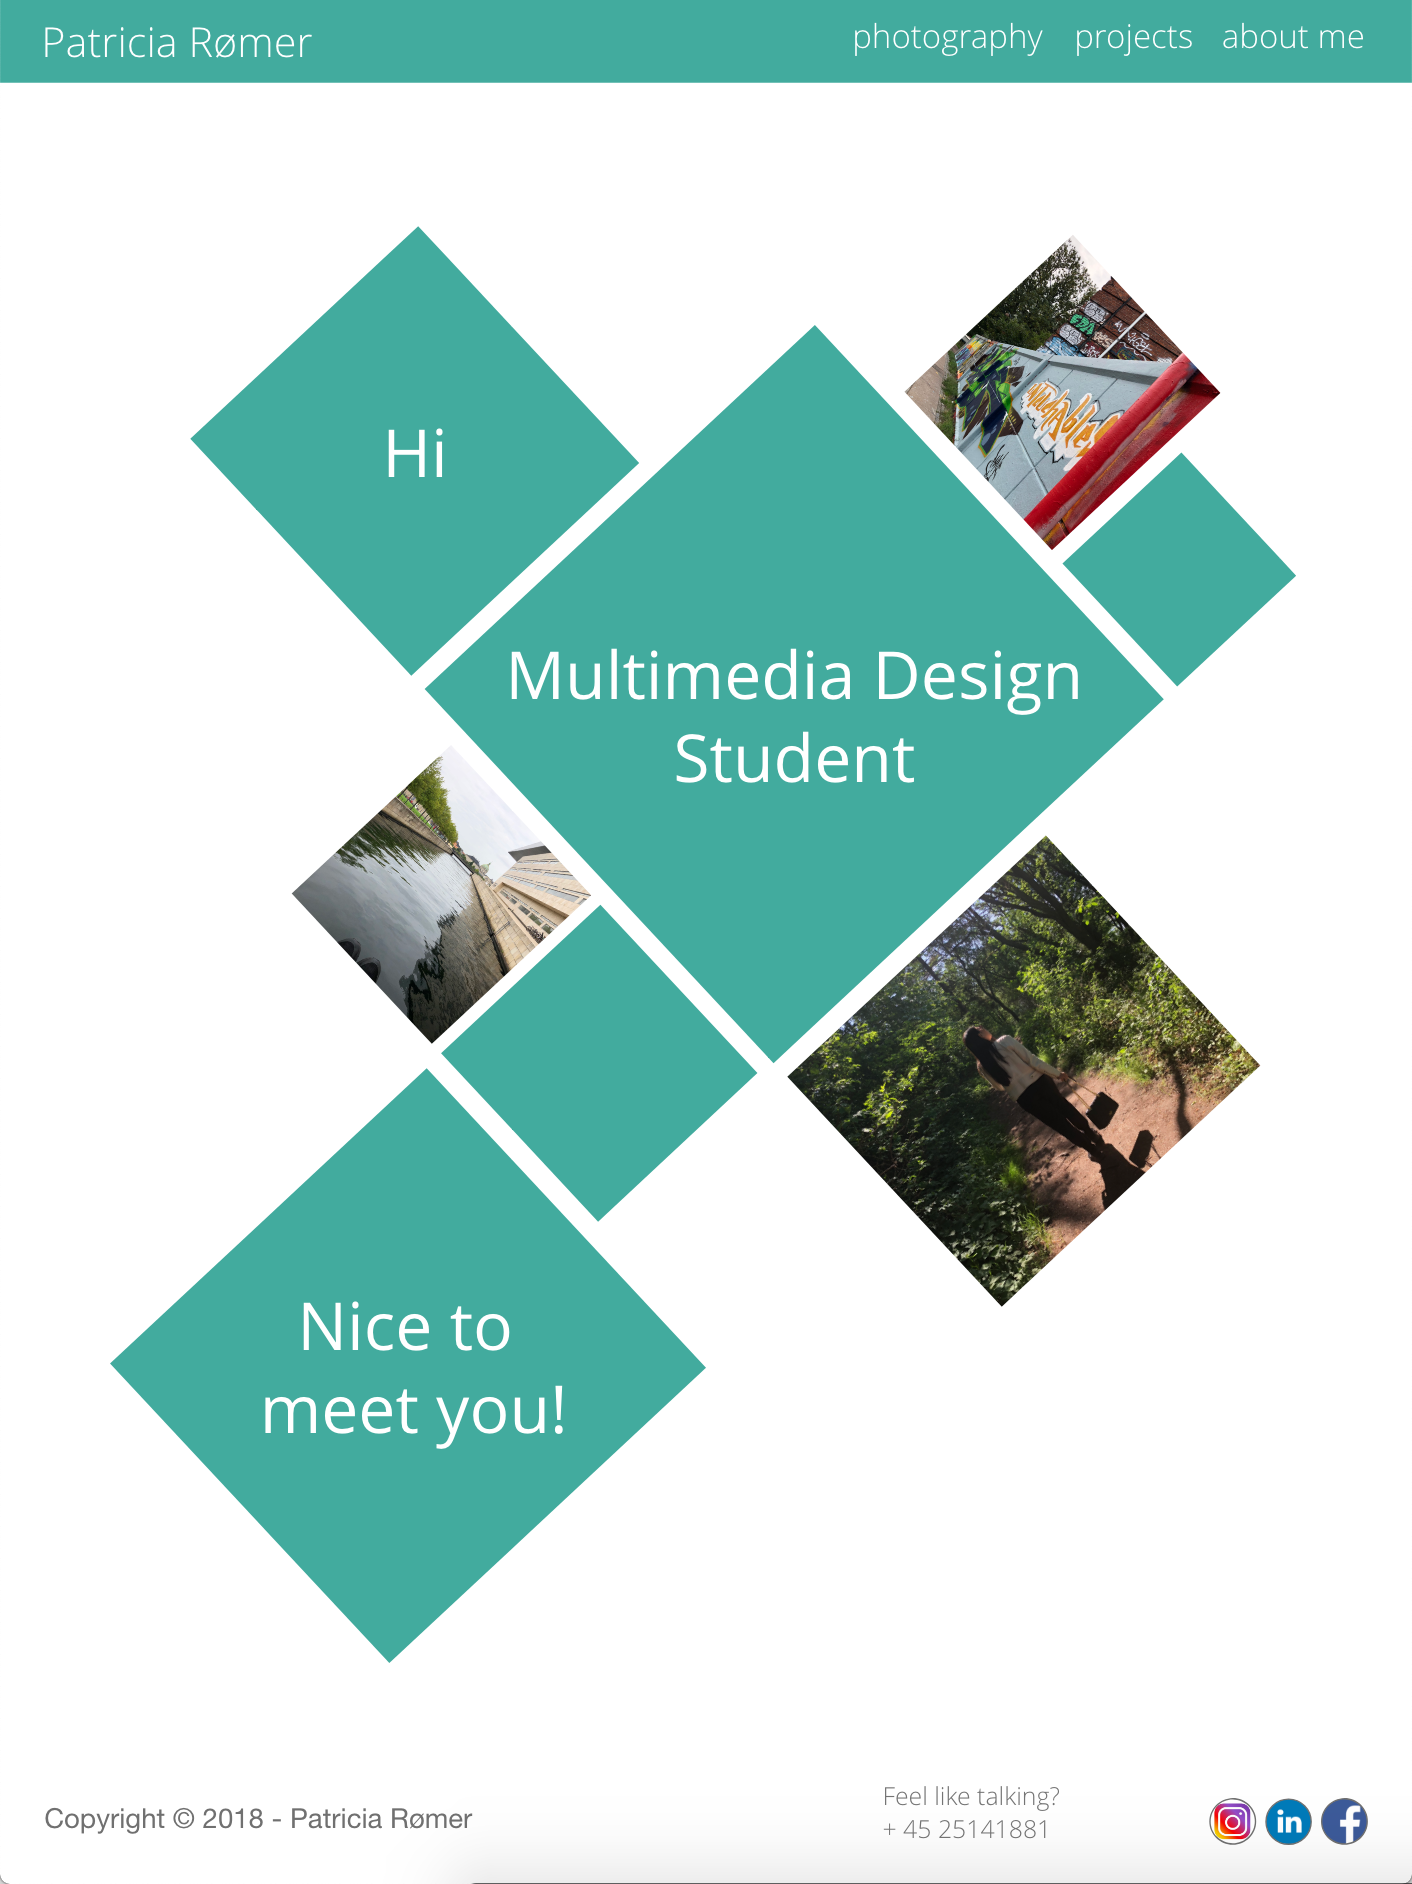 Patricia Rømer
photography projects about me
Hi
Multimedia Design
Student
Nice to
meet you!
Copyright © 2018 - Patricia Rømer
Feel like talking?
+ 45 25141881
in